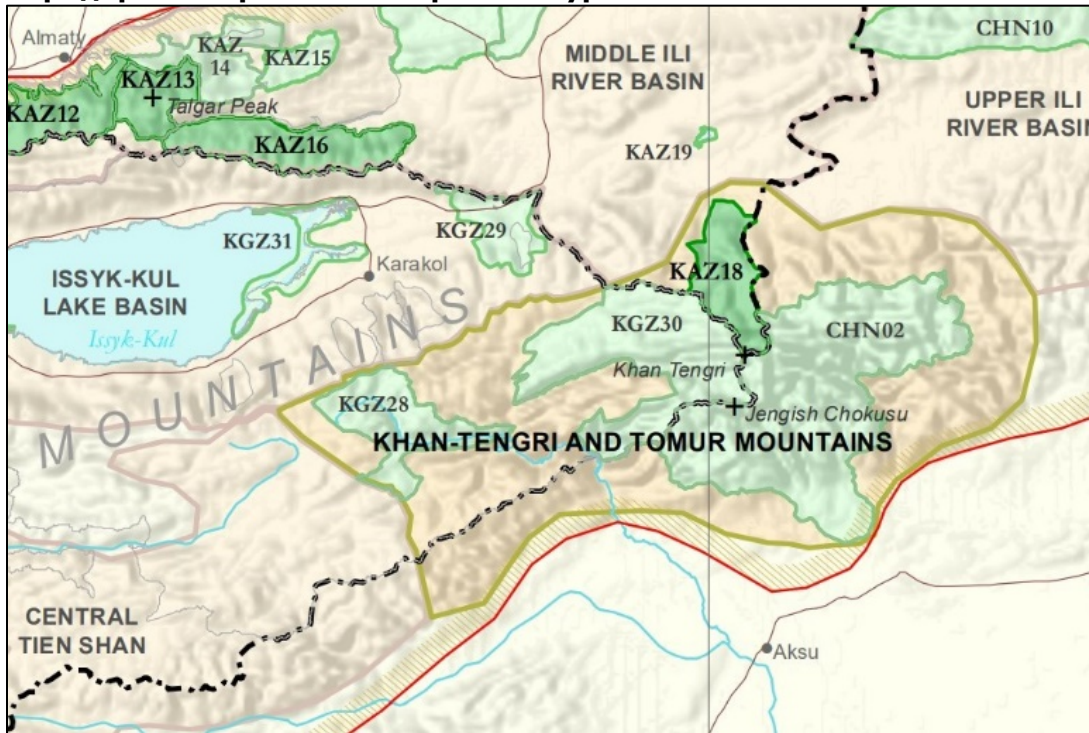 Almaty
KAZ
14
KAZ15
CHN10
KAZ13
MIDDLE ILI
RIVER BASIN
Talgar Peak
KAZ12
UPPER ILI
RIVER BASIN
KAZ16
KAZ19
KGZ31
KGZ29
Karakol
KAZ18
ISSYK-KUL
LAKE BASIN
Issyk-Kul
KGZ30
CHN02
Khan Tengri
MOUNTAINS
KGZ28
Jengish Chokusu
KHAN-TENGRI AND TOMUR MOUNTAINS
CENTRAL
TIEN SHAN
Aksu